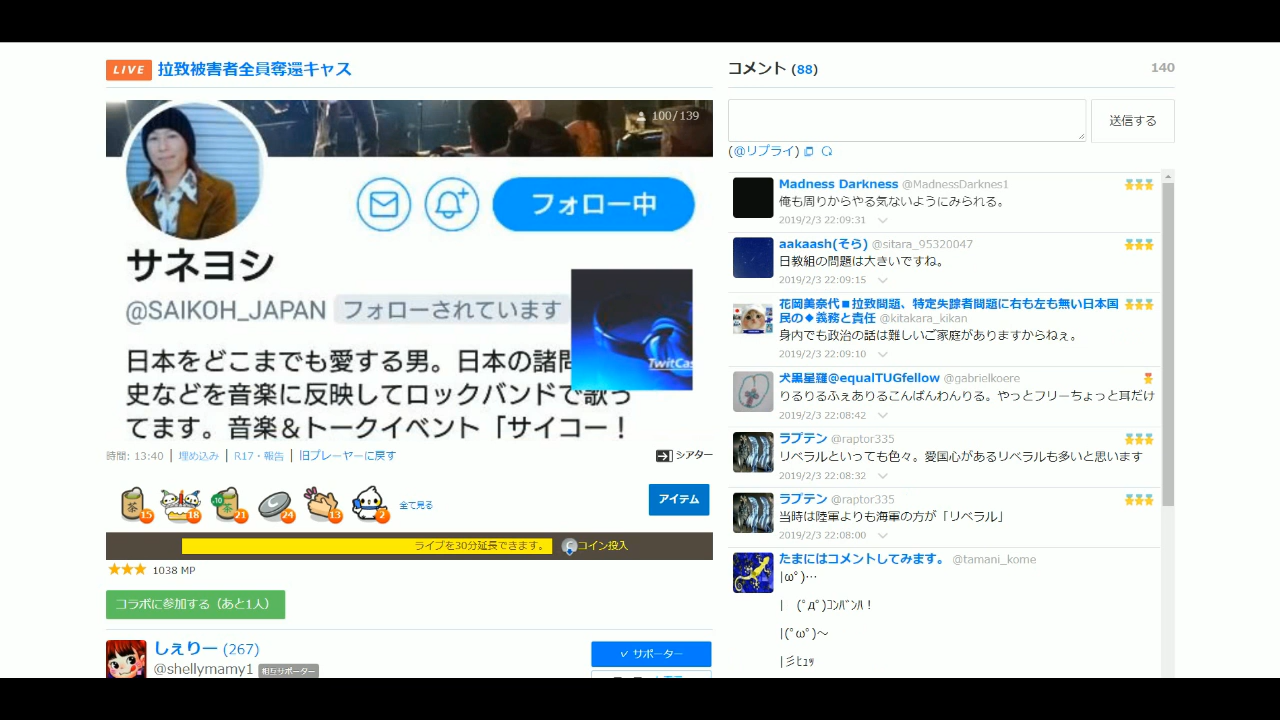 LIVE 拉致被害者全員奪還キャス
100/139
フォロー中
サネヨシ
@SAIKOH_JAPAN フォローされています
TwitCas
日本をどこまでも愛する男。日本の諸問
史などを音楽に反映してロックバンドで歌っ
てます。音楽＆トークイベント「サイコー！
時間: 13:40 | 埋め込み | R17・報告 | 旧プレーヤーに戻す
シアター
茶 15 18 +10 茶 21 24 13 2 全て見る
アイテム
ライブを30分延長できます。 C コイン投入
★★★ 1038 MP
コラボに参加する（あと1人）
しぇりー (267)
@shellymamy1 相互サポーター
✓ サポーター
コメント (88)
140
送信する
(@リプライ)
Madness Darkness @MadnessDarknes1
俺も周りからやる気ないようにみられる。
2019/2/3 22:09:31
aakaash(そら) @sitara_95320047
日教組の問題は大きいですね。
2019/2/3 22:09:15
花岡美奈代■拉致問題、特定失踪者問題に右も左も無い日本国
民の◆義務と責任 @kitakara_kikan
身内でも政治の話は難しいご家庭がありますからねぇ。
2019/2/3 22:09:10
犬黒星羅@equalTUGfellow @gabrielkoere
りるりるふぇありるこんばんわんりる。やっとフリーちょっと耳だけ
2019/2/3 22:08:42
ラプテン @raptor335
リベラルといっても色々。愛国心があるリベラルも多いと思います
2019/2/3 22:08:32
ラプテン @raptor335
当時は陸軍よりも海軍の方が「リベラル」
2019/2/3 22:08:00
たまにはコメントしてみます。 @tamani_kome
|ωﾟ)…
|　(ﾟдﾟ)ｺﾝﾊﾞﾝﾊ！
|(ﾟωﾟ)～
|彡ﾋｭｯ